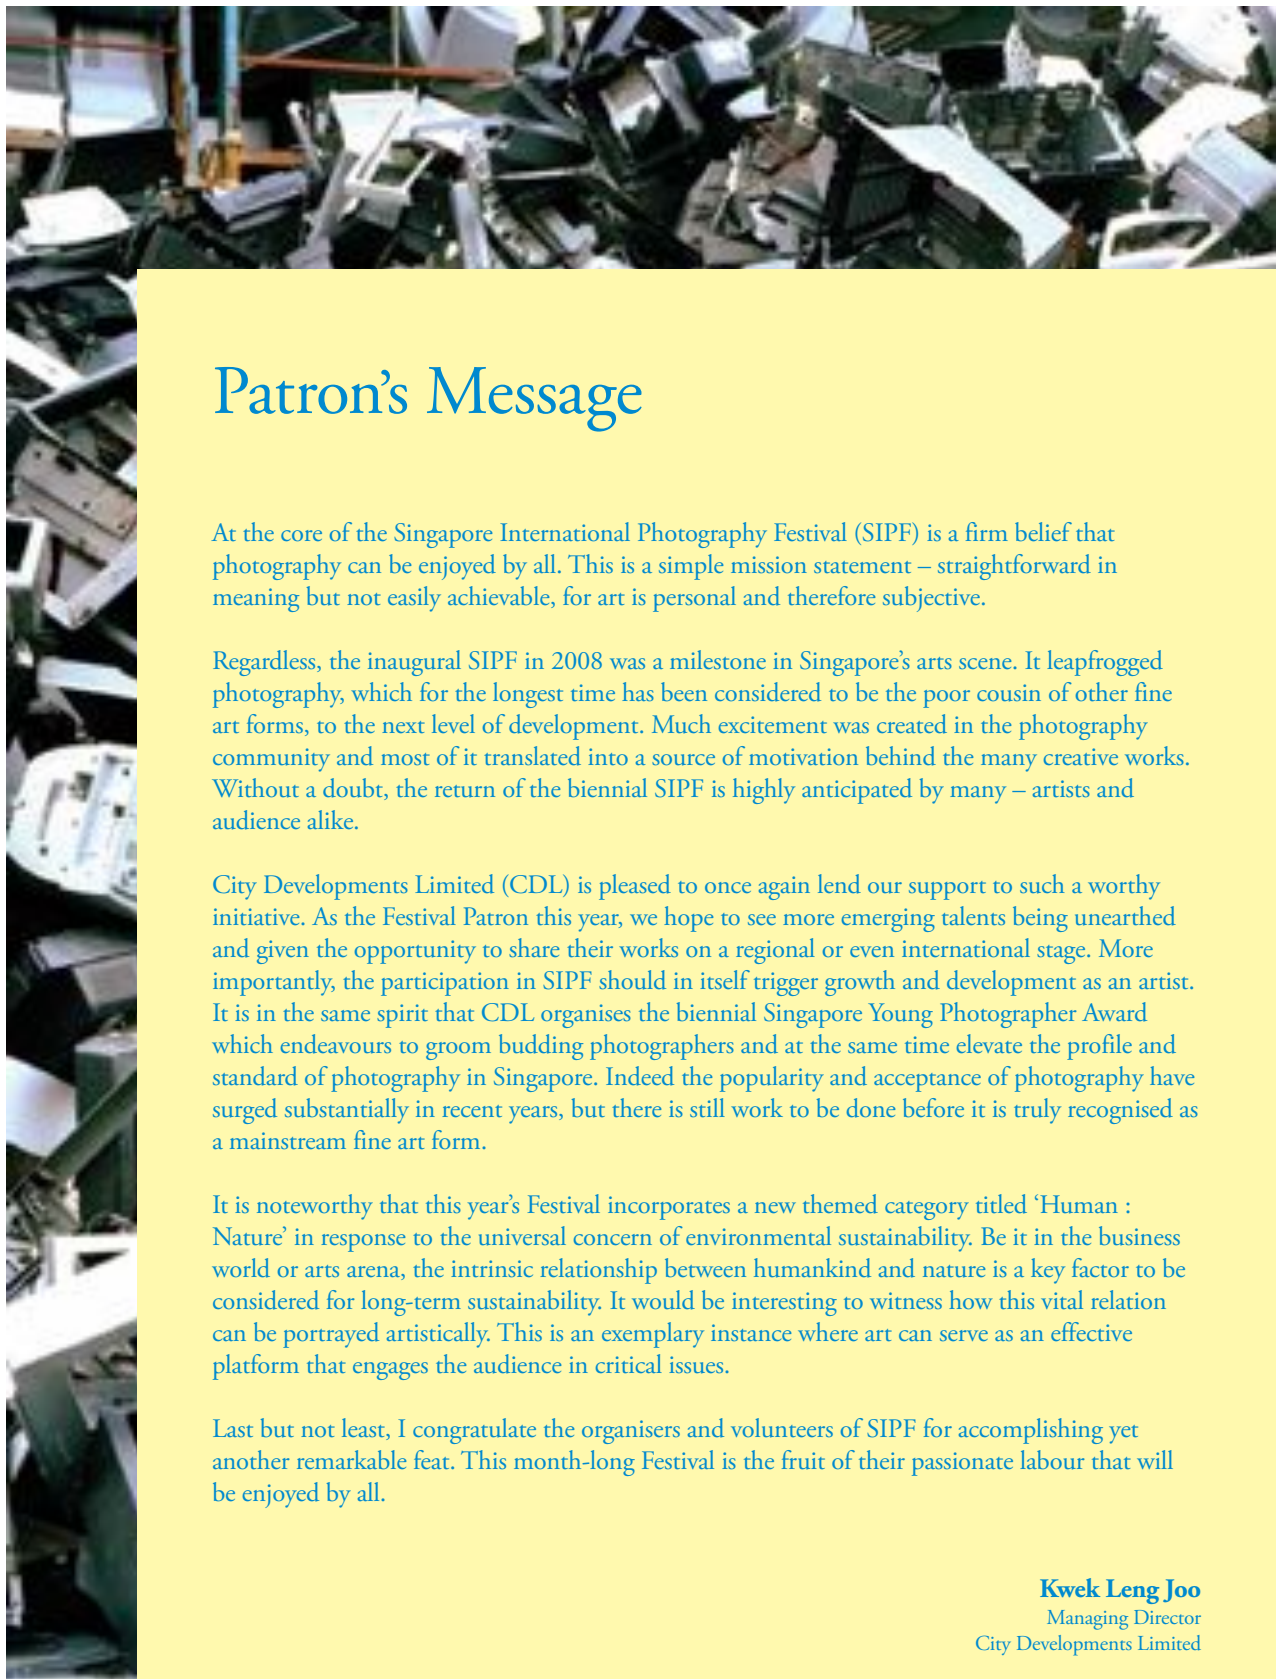 Patron’s Message
At the core of the Singapore International Photography Festival (SIPF) is a firm belief that
photography can be enjoyed by all. This is a simple mission statement – straightforward in
meaning but not easily achievable, for art is personal and therefore subjective.
Regardless, the inaugural SIPF in 2008 was a milestone in Singapore’s arts scene. It leapfrogged
photography, which for the longest time has been considered to be the poor cousin of other fine
art forms, to the next level of development. Much excitement was created in the photography
community and most of it translated into a source of motivation behind the many creative works.
Without a doubt, the return of the biennial SIPF is highly anticipated by many – artists and
audience alike.
City Developments Limited (CDL) is pleased to once again lend our support to such a worthy
initiative. As the Festival Patron this year, we hope to see more emerging talents being unearthed
and given the opportunity to share their works on a regional or even international stage. More
importantly, the participation in SIPF should in itself trigger growth and development as an artist.
It is in the same spirit that CDL organises the biennial Singapore Young Photographer Award
which endeavours to groom budding photographers and at the same time elevate the profile and
standard of photography in Singapore. Indeed the popularity and acceptance of photography have
surged substantially in recent years, but there is still work to be done before it is truly recognised as
a mainstream fine art form.
It is noteworthy that this year’s Festival incorporates a new themed category titled ‘Human :
Nature’ in response to the universal concern of environmental sustainability. Be it in the business
world or arts arena, the intrinsic relationship between humankind and nature is a key factor to be
considered for long-term sustainability. It would be interesting to witness how this vital relation
can be portrayed artistically. This is an exemplary instance where art can serve as an effective
platform that engages the audience in critical issues.
Last but not least, I congratulate the organisers and volunteers of SIPF for accomplishing yet
another remarkable feat. This month-long Festival is the fruit of their passionate labour that will
be enjoyed by all.
Kwek Leng Joo
Managing Director
City Developments Limited